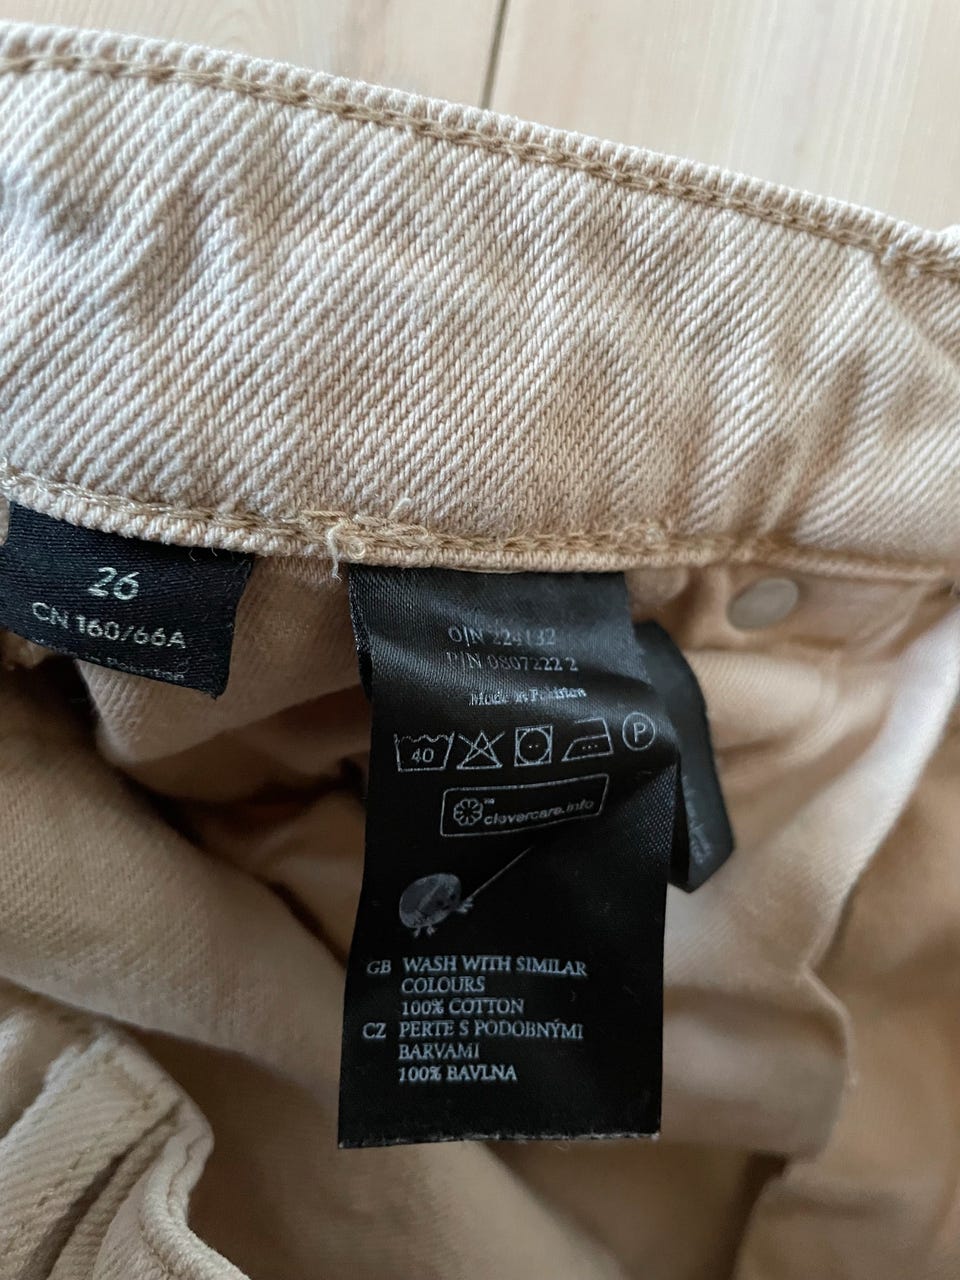 26
CN 160/66A
O|N 224132
P|N 0807222 2
Made in Pakistan
40
P
clevercare.info
GB WASH WITH SIMILAR
COLOURS
100% COTTON
CZ PERTE S PODOBNÝMI
BARVAMI
100% BAVLNA